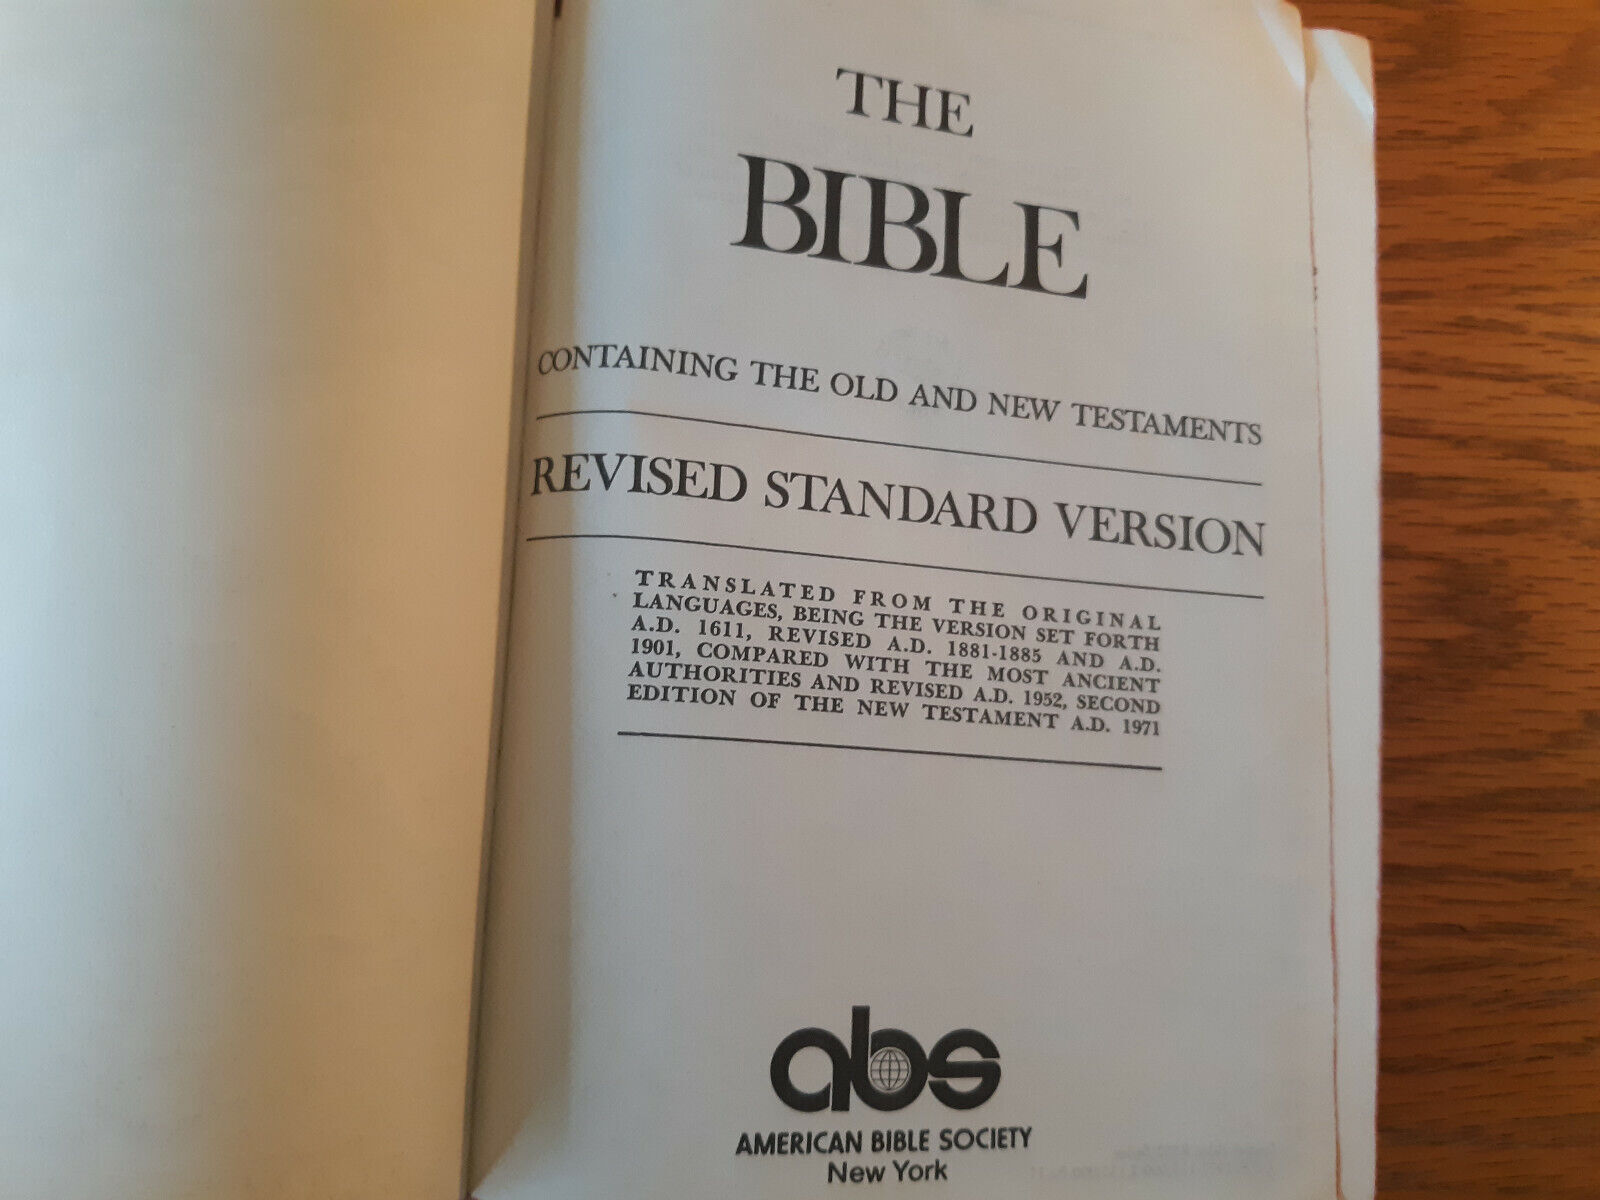 THE
BIBLE
CONTAINING THE OLD AND NEW TESTAMENTS
REVISED STANDARD VERSION
TRANSLATED FROM THE ORIGINAL
LANGUAGES, BEING THE VERSION SET FORTH
A.D. 1611, REVISED A.D. 1881-1885 AND A.D.
1901, COMPARED WITH THE MOST ANCIENT
AUTHORITIES AND REVISED A.D. 1952, SECOND
EDITION OF THE NEW TESTAMENT A.D. 1971
abs
AMERICAN BIBLE SOCIETY
New York